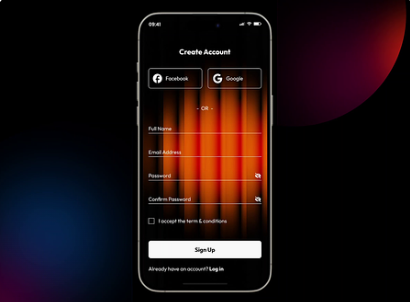 09:41
Create Account
Facebook
Google
- OR -
Full Name
Email Address
Password
Confirm Password
I accept the term & conditions
Sign Up
Already have an account? Log in